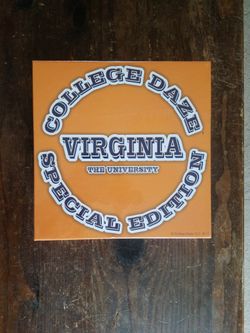 COLLEGE DAZE
VIRGINIA
THE UNIVERSITY
SPECIAL EDITION